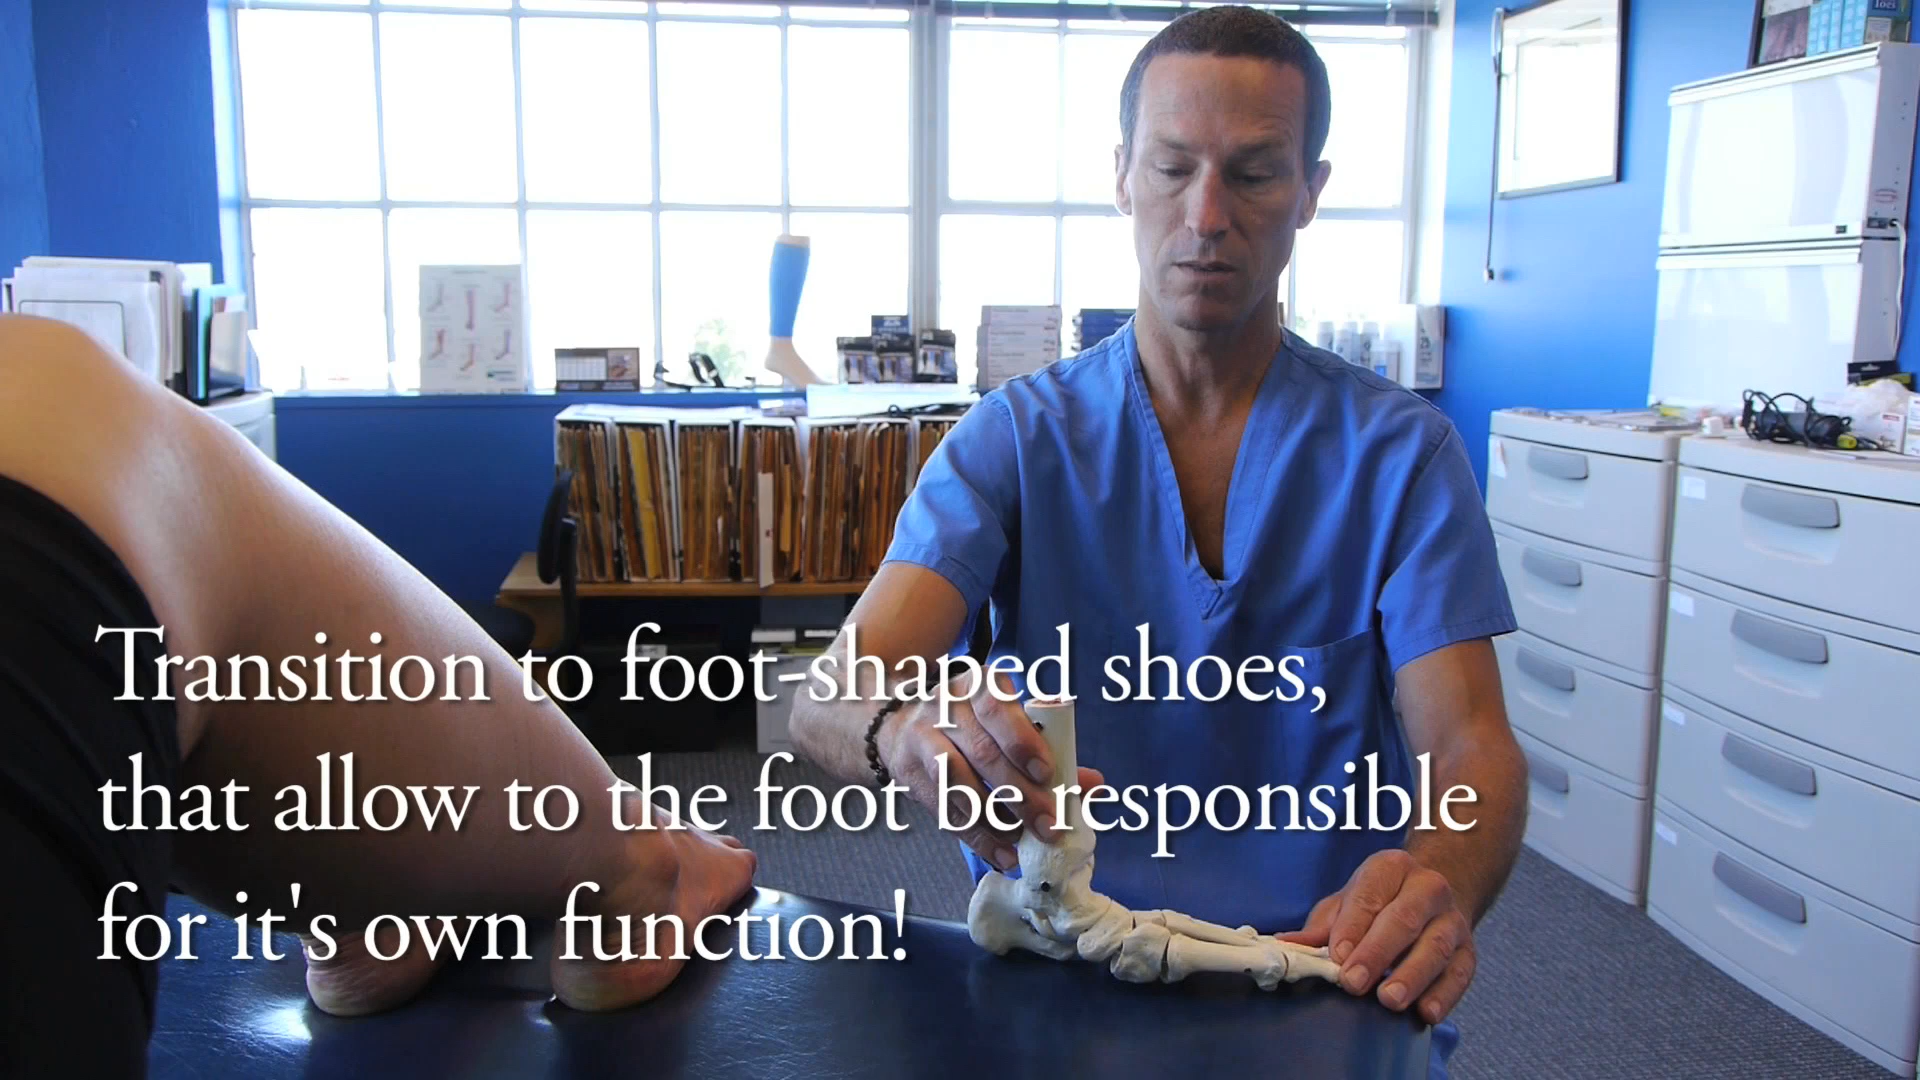 Transition to foot-shaped shoes,
that allow to the foot be responsible
for it's own function!